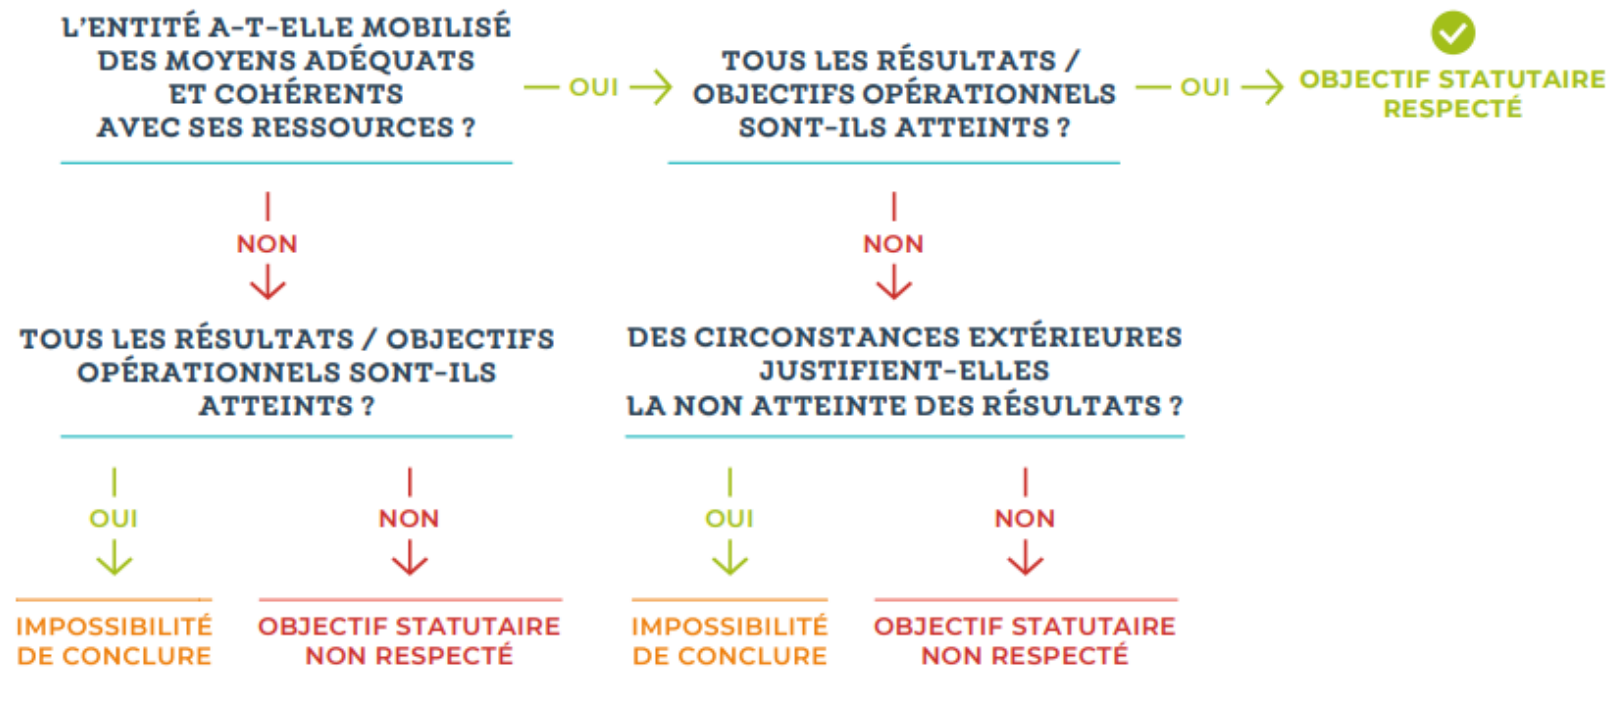 L'ENTITÉ A-T-ELLE MOBILISÉ
DES MOYENS ADÉQUATS
ET COHÉRENTS
AVEC SES RESSOURCES ?
OUI
TOUS LES RÉSULTATS /
OBJECTIFS OPÉRATIONNELS
SONT-ILS ATTEINTS ?
OUI
OBJECTIF STATUTAIRE
RESPECTÉ
NON
NON
TOUS LES RÉSULTATS / OBJECTIFS
OPÉRATIONNELS SONT-ILS
ATTEINTS ?
DES CIRCONSTANCES EXTÉRIEURES
JUSTIFIENT-ELLES
LA NON ATTEINTE DES RÉSULTATS ?
OUI
NON
OUI
NON
IMPOSSIBILITÉ
DE CONCLURE
OBJECTIF STATUTAIRE
NON RESPECTÉ
IMPOSSIBILITÉ
DE CONCLURE
OBJECTIF STATUTAIRE
NON RESPECTÉ